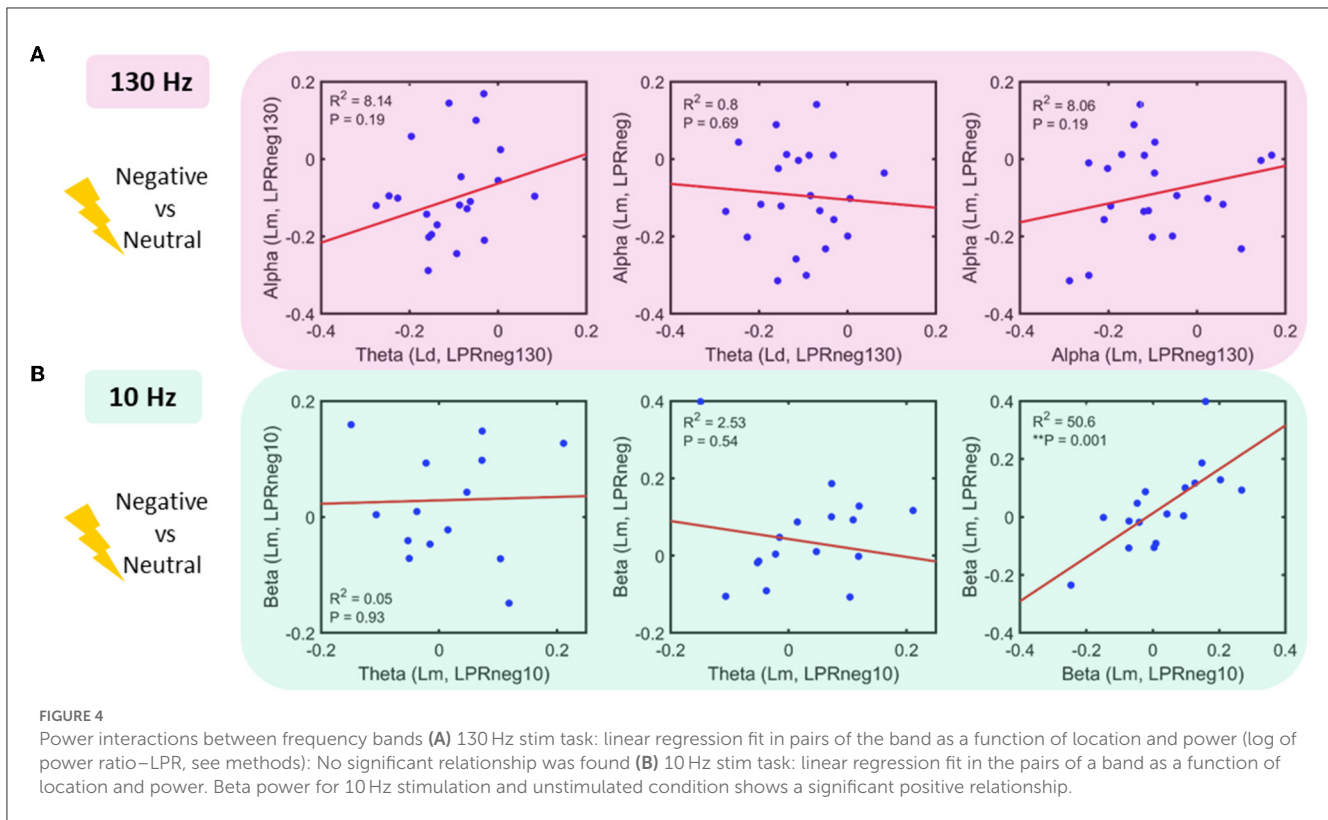 A
130 Hz
Negative
vs
Neutral
0.2
0
-0.2
-0.4
Alpha (Lm, LPRneg130)
R² = 8.14
P = 0.19
-0.4 -0.2 0 0.2
Theta (Ld, LPRneg130)
0.2
0
-0.2
-0.4
Alpha (Lm, LPRneg)
R² = 0.8
P = 0.69
-0.4 -0.2 0 0.2
Theta (Ld, LPRneg130)
0.2
0
-0.2
-0.4
Alpha (Lm, LPRneg)
R² = 8.06
P = 0.19
-0.4 -0.2 0 0.2
Alpha (Lm, LPRneg130)
B
10 Hz
Negative
vs
Neutral
0.2
0
-0.2
Beta (Lm, LPRneg10)
R² = 0.05
P = 0.93
-0.2 0 0.2
Theta (Lm, LPRneg10)
0.4
0.2
0
-0.2
Beta (Lm, LPRneg)
R² = 2.53
P = 0.54
-0.2 0 0.2
Theta (Lm, LPRneg10)
0.4
0.2
0
-0.2
-0.4
Beta (Lm, LPRneg)
R² = 50.6
**P = 0.001
-0.4 -0.2 0 0.2 0.4
Beta (Lm, LPRneg10)
FIGURE 4
Power interactions between frequency bands (A) 130 Hz stim task: linear regression fit in pairs of the band as a function of location and power (log of
power ratio–LPR, see methods): No significant relationship was found (B) 10 Hz stim task: linear regression fit in the pairs of a band as a function of
location and power. Beta power for 10 Hz stimulation and unstimulated condition shows a significant positive relationship.